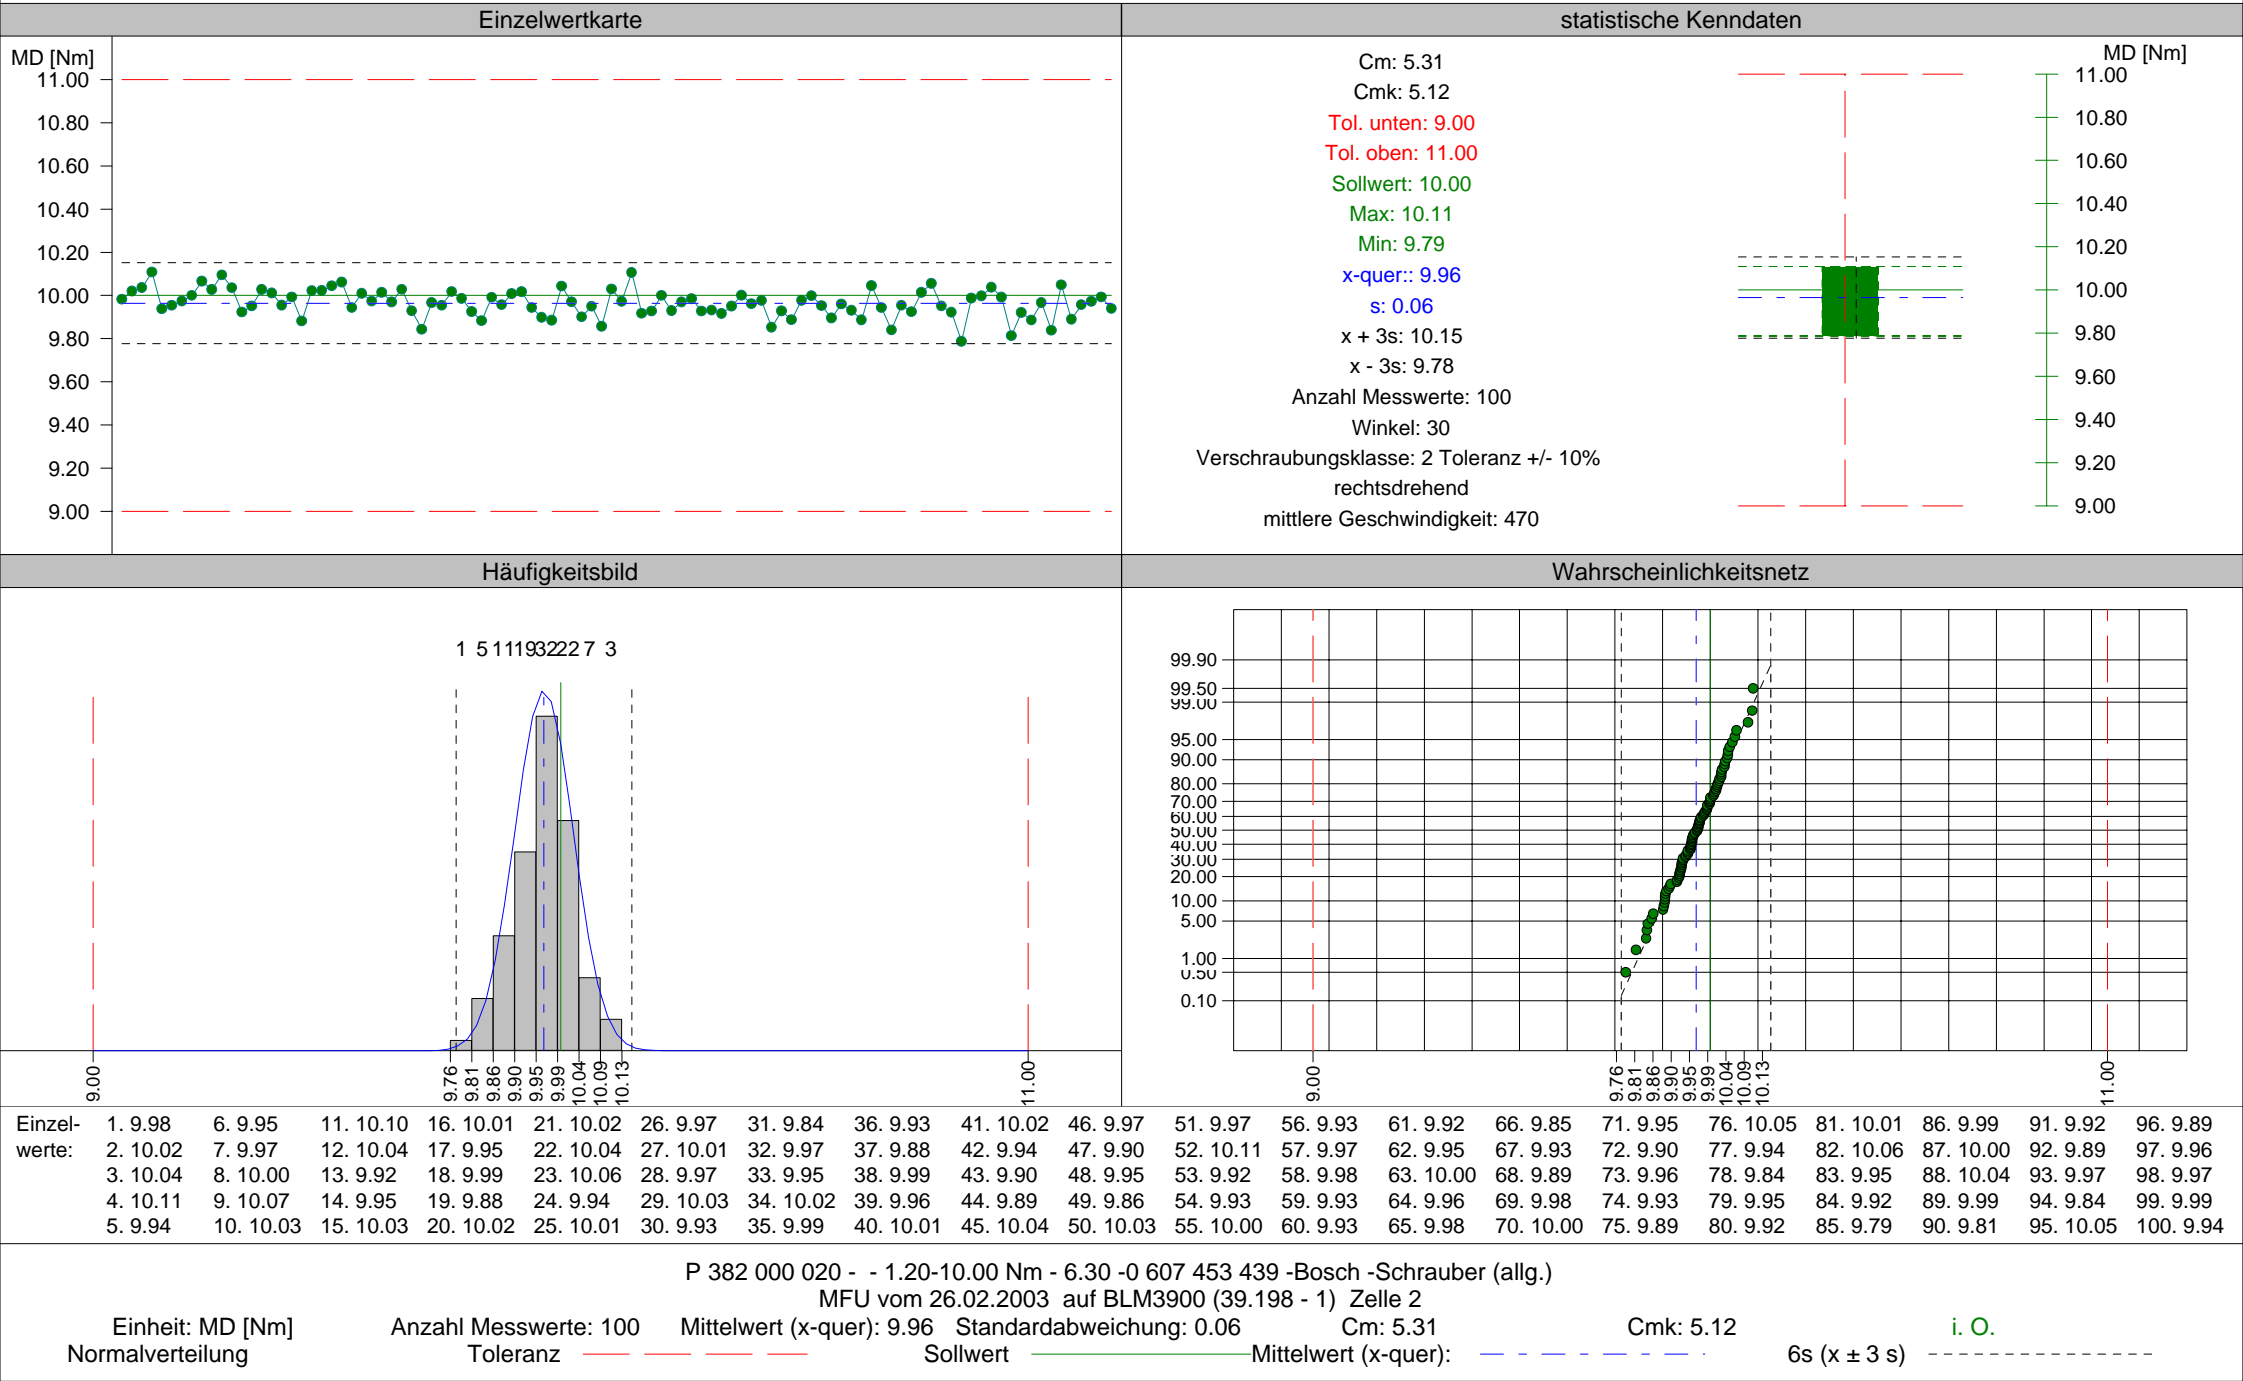 Einzelwertkarte
MD [Nm]
11.00
10.80
10.60
10.40
10.20
10.00
9.80
9.60
9.40
9.20
9.00
statistische Kenndaten
Cm: 5.31
Cmk: 5.12
Tol. unten: 9.00
Tol. oben: 11.00
Sollwert: 10.00
Max: 10.11
Min: 9.79
x-quer:: 9.96
s: 0.06
x + 3s: 10.15
x - 3s: 9.78
Anzahl Messwerte: 100
Winkel: 30
Verschraubungsklasse: 2 Toleranz +/- 10%
rechtsdrehend
mittlere Geschwindigkeit: 470
MD [Nm]
11.00
10.80
10.60
10.40
10.20
10.00
9.80
9.60
9.40
9.20
9.00
Häufigkeitsbild
1 5 11 19 32 22 7 3
9.00 9.76 9.81 9.86 9.90 9.95 9.99 10.04 10.09 10.13 11.00
Wahrscheinlichkeitsnetz
99.90
99.50
99.00
95.00
90.00
80.00
70.00
60.00
50.00
40.00
30.00
20.00
10.00
5.00
1.00
0.50
0.10
9.00 9.76 9.81 9.86 9.90 9.95 9.99 10.04 10.09 10.13 11.00
Einzel- 1. 9.98 6. 9.95 11. 10.10 16. 10.01 21. 10.02 26. 9.97 31. 9.84 36. 9.93 41. 10.02 46. 9.97 51. 9.97 56. 9.93 61. 9.92 66. 9.85 71. 9.95 76. 10.05 81. 10.01 86. 9.99 91. 9.92 96. 9.89
werte: 2. 10.02 7. 9.97 12. 10.04 17. 9.95 22. 10.04 27. 10.01 32. 9.97 37. 9.88 42. 9.94 47. 9.90 52. 10.11 57. 9.97 62. 9.95 67. 9.93 72. 9.90 77. 9.94 82. 10.06 87. 10.00 92. 9.89 97. 9.96
3. 10.04 8. 10.00 13. 9.92 18. 9.99 23. 10.06 28. 9.97 33. 9.95 38. 9.99 43. 9.90 48. 9.95 53. 9.92 58. 9.98 63. 10.00 68. 9.89 73. 9.96 78. 9.84 83. 9.95 88. 10.04 93. 9.97 98. 9.97
4. 10.11 9. 10.07 14. 9.95 19. 9.88 24. 9.94 29. 10.03 34. 10.02 39. 9.96 44. 9.89 49. 9.86 54. 9.93 59. 9.93 64. 9.96 69. 9.98 74. 9.93 79. 9.95 84. 9.92 89. 9.99 94. 9.84 99. 9.99
5. 9.94 10. 10.03 15. 10.03 20. 10.02 25. 10.01 30. 9.93 35. 9.99 40. 10.01 45. 10.04 50. 10.03 55. 10.00 60. 9.93 65. 9.98 70. 10.00 75. 9.89 80. 9.92 85. 9.79 90. 9.81 95. 10.05 100. 9.94
P 382 000 020 - - 1.20-10.00 Nm - 6.30 -0 607 453 439 -Bosch -Schrauber (allg.)
MFU vom 26.02.2003 auf BLM3900 (39.198 - 1) Zelle 2
Einheit: MD [Nm] Anzahl Messwerte: 100 Mittelwert (x-quer): 9.96 Standardabweichung: 0.06 Cm: 5.31 Cmk: 5.12 i. O.
Normalverteilung Toleranz Sollwert Mittelwert (x-quer): 6s (x ± 3 s)